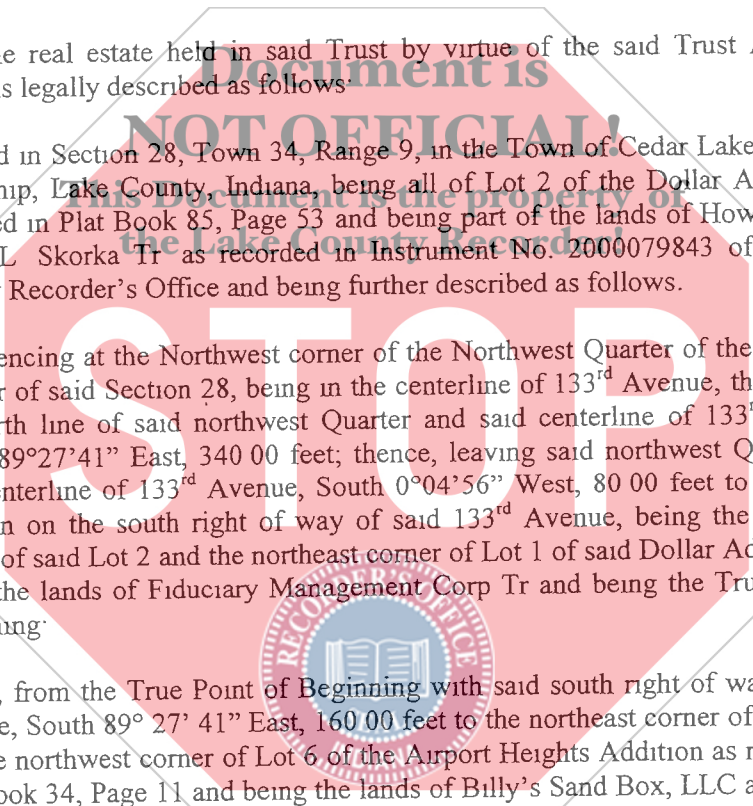 e real estate held in said Trust by virtue of the said Trust
s legally described as follows
Document is
NOT OFFICIAL!
d in Section 28, Town 34, Range 9, in the Town of Cedar Lake
ip, Lake County, Indiana, being all of Lot 2 of the Dollar A
This Document is the property of
ed in Plat Book 85, Page 53 and being part of the lands of How
the Lake County Recorder!
L Skorka Tr as recorded in Instrument No. 2000079843 of
Recorder's Office and being further described as follows.
STOP
encing at the Northwest corner of the Northwest Quarter of the
r of said Section 28, being in the centerline of 133rd Avenue, th
rth line of said northwest Quarter and said centerline of 133
89°27'41" East, 340 00 feet; thence, leaving said northwest Q
enterline of 133rd Avenue, South 0°04'56" West, 80 00 feet to
n on the south right of way of said 133rd Avenue, being the
of said Lot 2 and the northeast corner of Lot 1 of said Dollar Ad
the lands of Fiduciary Management Corp Tr and being the Tru
ing
RECORDER'S OFFICE
, from the True Point of Beginning with said south right of wa
e, South 89° 27' 41" East, 160 00 feet to the northeast corner of
e northwest corner of Lot 6 of the Airport Heights Addition as r
ook 34, Page 11 and being the lands of Billy's Sand Box, LLC a